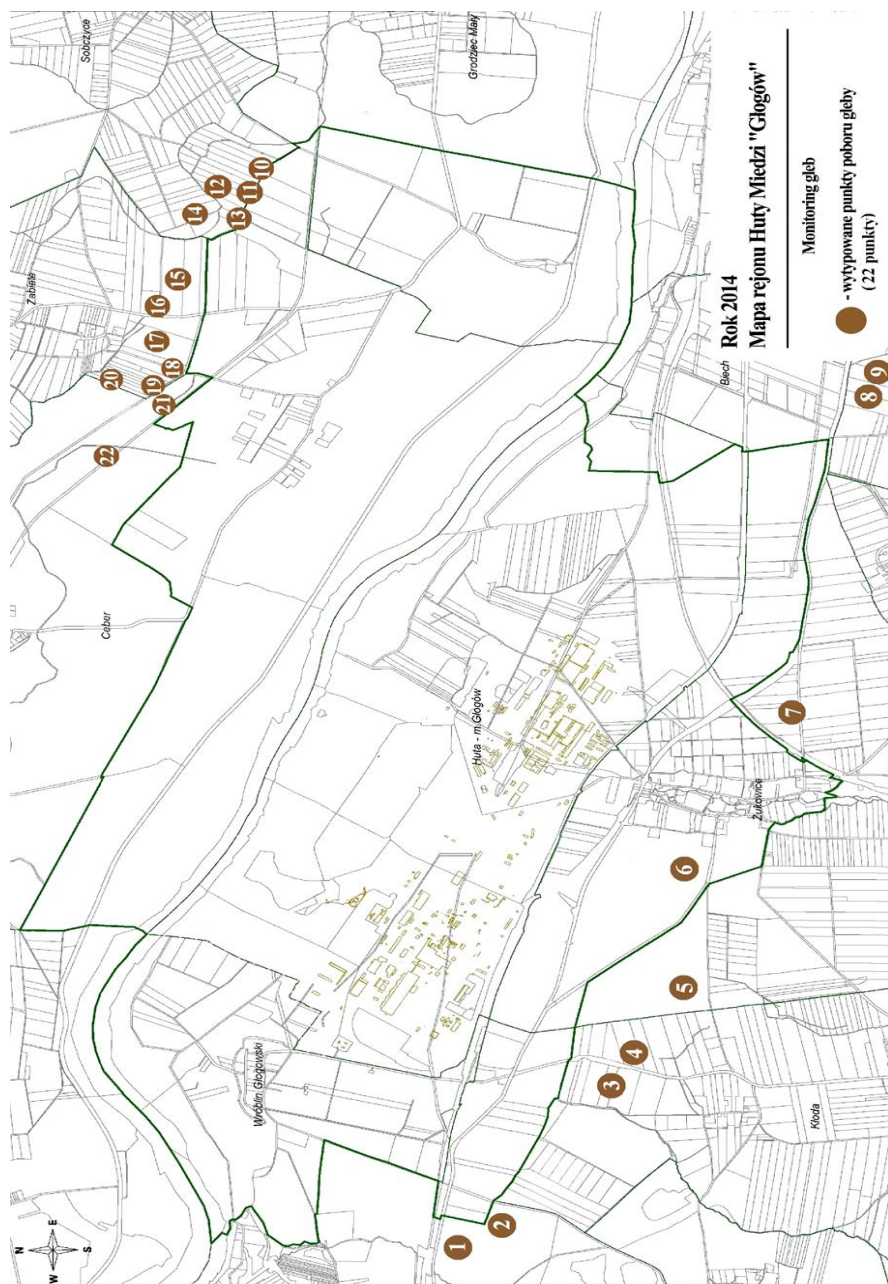 Sobczyce
Grodziec Mały
Zabiele
Ceber
Huta - m.Głogów
Wróblin Głogowski
Żukowice
Kłoda
Biech
N
W
E
S
1
2
3
4
5
6
7
8
9
10
11
12
13
14
15
16
17
18
19
20
21
22
Rok 2014
Mapa rejonu Huty Miedzi "Głogów"
Monitoring gleb
- wytypowane punkty poboru gleby
( 22 punkty)